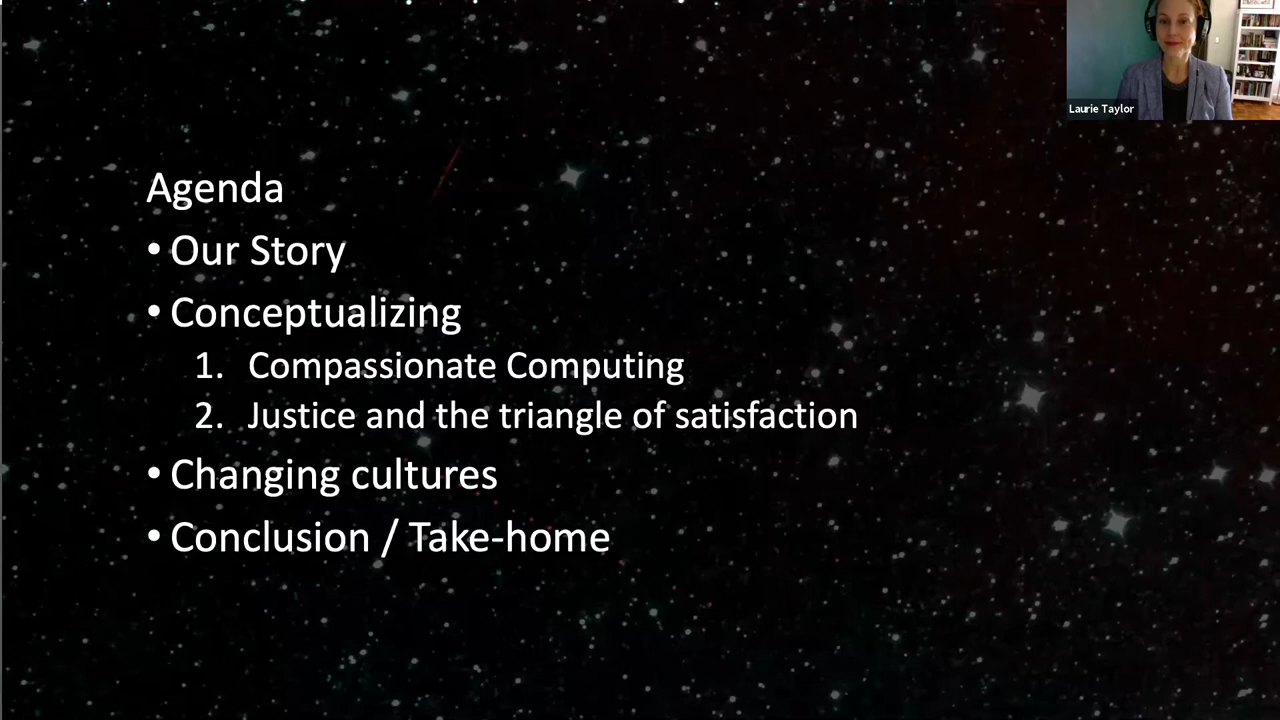 Laurie Taylor
Agenda
• Our Story
• Conceptualizing
1. Compassionate Computing
2. Justice and the triangle of satisfaction
• Changing cultures
• Conclusion / Take-home